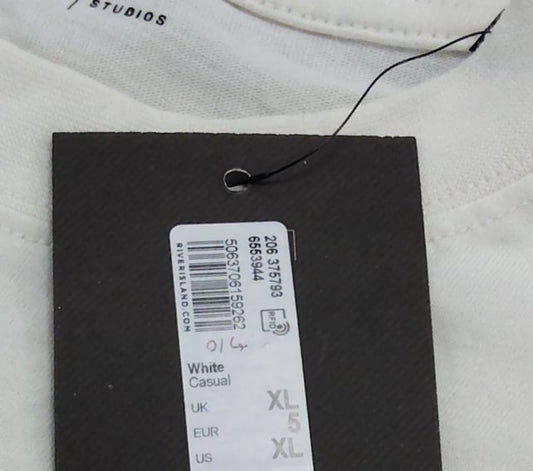 STUDIOS
206 375793
6553944
5063706159262
RIVERISLAND.COM
RFID
White
Casual
UK XL
EUR 5
US XL